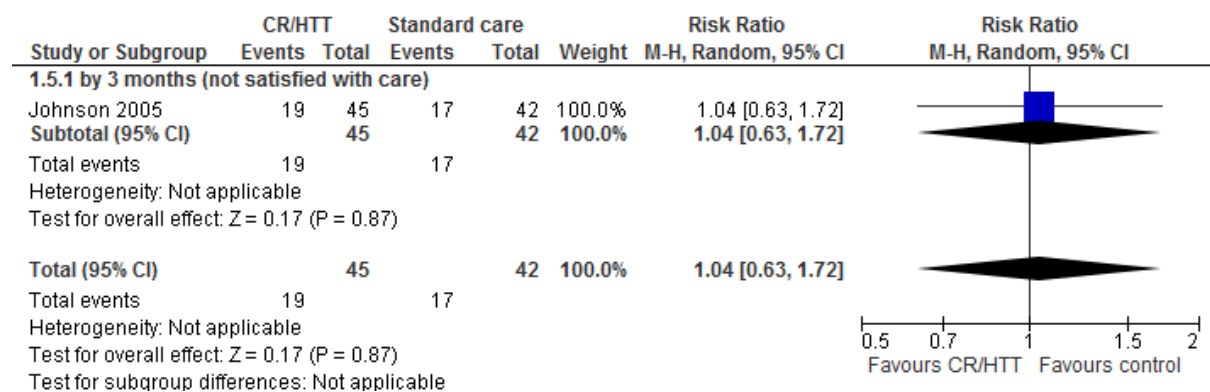 CR/HTT Standard care Risk Ratio Risk Ratio
Study or Subgroup Events Total Events Total Weight M-H, Random, 95% CI M-H, Random, 95% CI
1.5.1 by 3 months (not satisfied with care)
Johnson 2005 19 45 17 42 100.0% 1.04 [0.63, 1.72]
Subtotal (95% CI) 45 42 100.0% 1.04 [0.63, 1.72]
Total events 19 17
Heterogeneity: Not applicable
Test for overall effect: Z = 0.17 (P = 0.87)
Total (95% CI) 45 42 100.0% 1.04 [0.63, 1.72]
Total events 19 17
Heterogeneity: Not applicable
Test for overall effect: Z = 0.17 (P = 0.87)
Test for subgroup differences: Not applicable
0.5 0.7 1 1.5 2
Favours CR/HTT Favours control